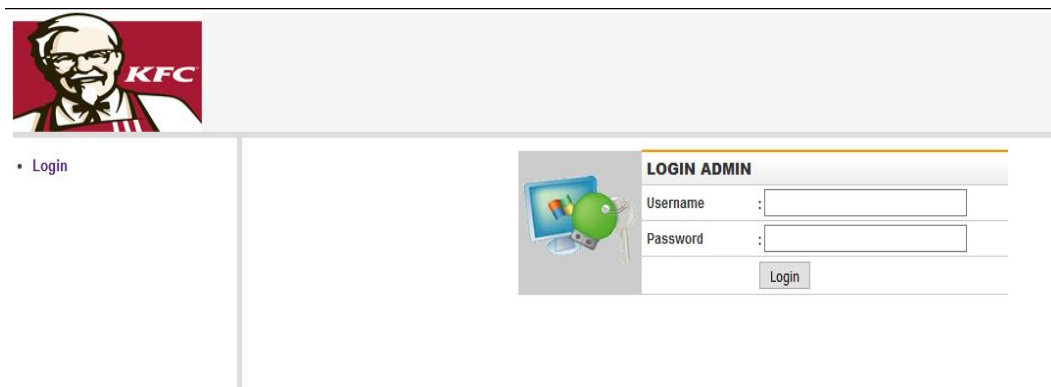 KFC
• Login
LOGIN ADMIN
Username :
Password :
Login